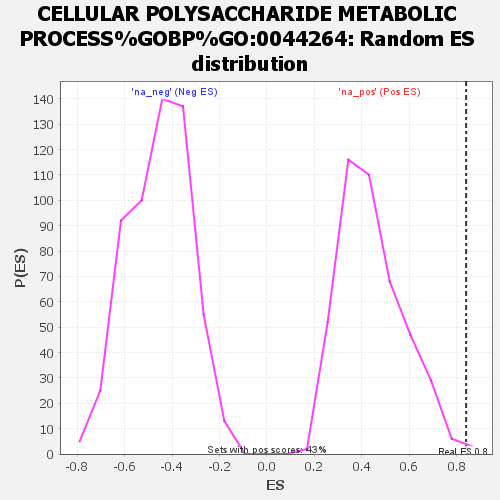 CELLULAR POLYSACCHARIDE METABOLIC
PROCESS%GOBP%GO:0044264: Random ES
distribution
'na_neg' (Neg ES)
'na_pos' (Pos ES)
140
130
120
110
100
90
80
70
60
50
40
30
20
10
0
P(ES)
Sets with pos scores: 43%
Real ES 0.8
-0.8 -0.6 -0.4 -0.2 0.0 0.2 0.4 0.6 0.8
ES